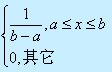 1/(b-a), a ≤ x ≤ b
0,其它